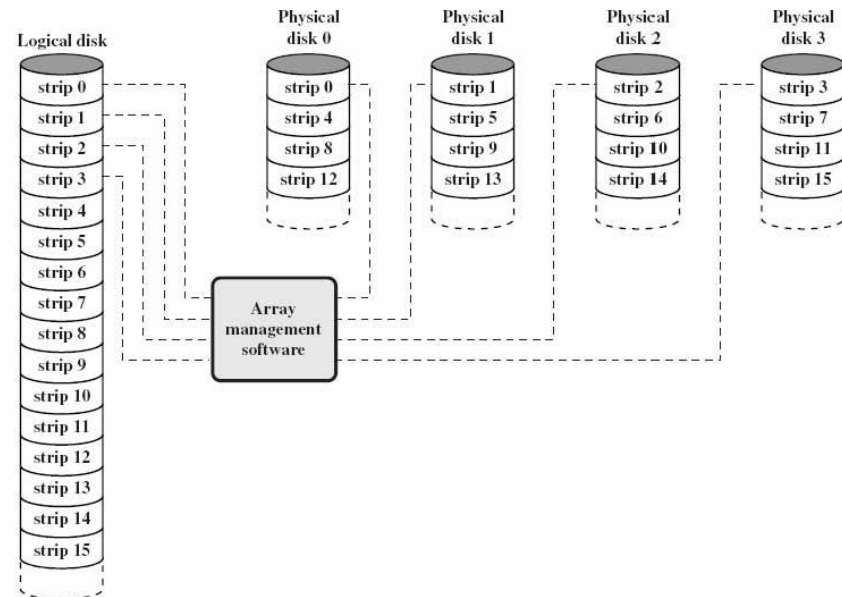 Logical disk
strip 0
strip 1
strip 2
strip 3
strip 4
strip 5
strip 6
strip 7
strip 8
strip 9
strip 10
strip 11
strip 12
strip 13
strip 14
strip 15
Physical
disk 0
strip 0
strip 4
strip 8
strip 12
Physical
disk 1
strip 1
strip 5
strip 9
strip 13
Physical
disk 2
strip 2
strip 6
strip 10
strip 14
Physical
disk 3
strip 3
strip 7
strip 11
strip 15
Array
management
software